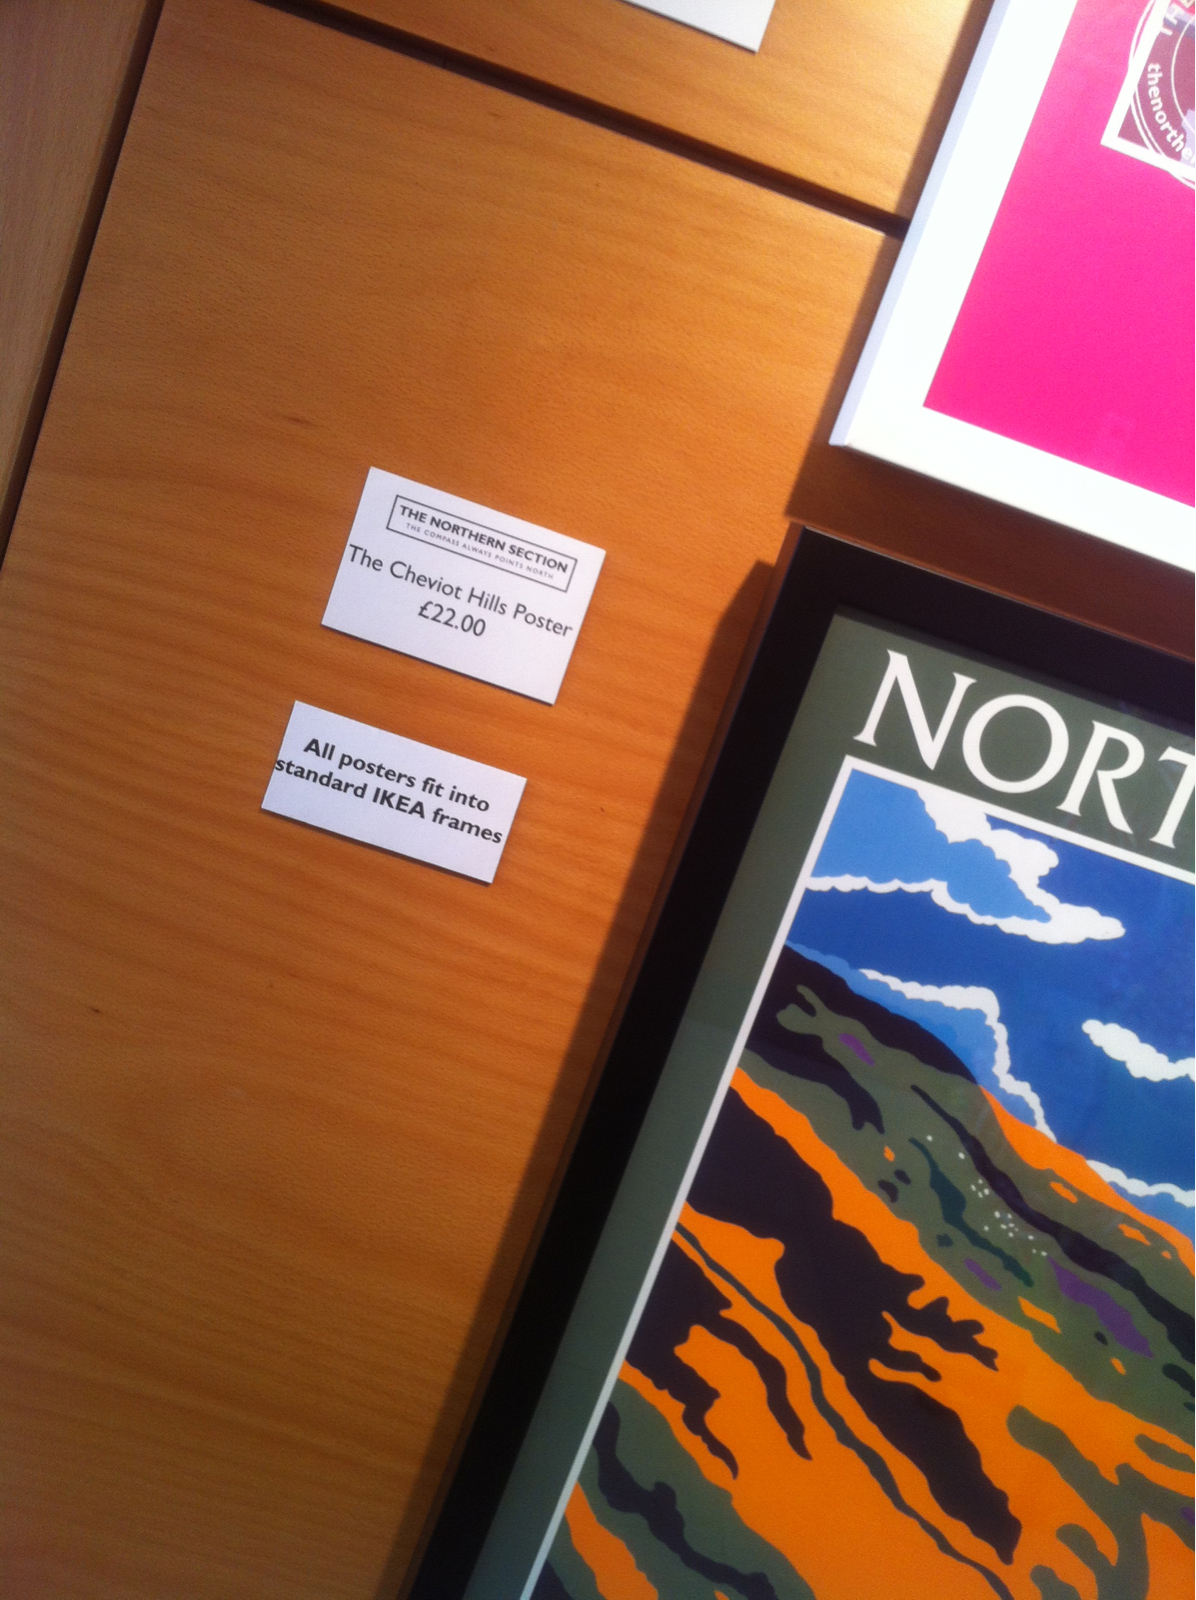 THE NORTHERN SECTION
THE COMPASS ALWAYS POINTS NORTH
The Cheviot Hills Poster
£22.00
All posters fit into
standard IKEA frames
thenorthe
NORT